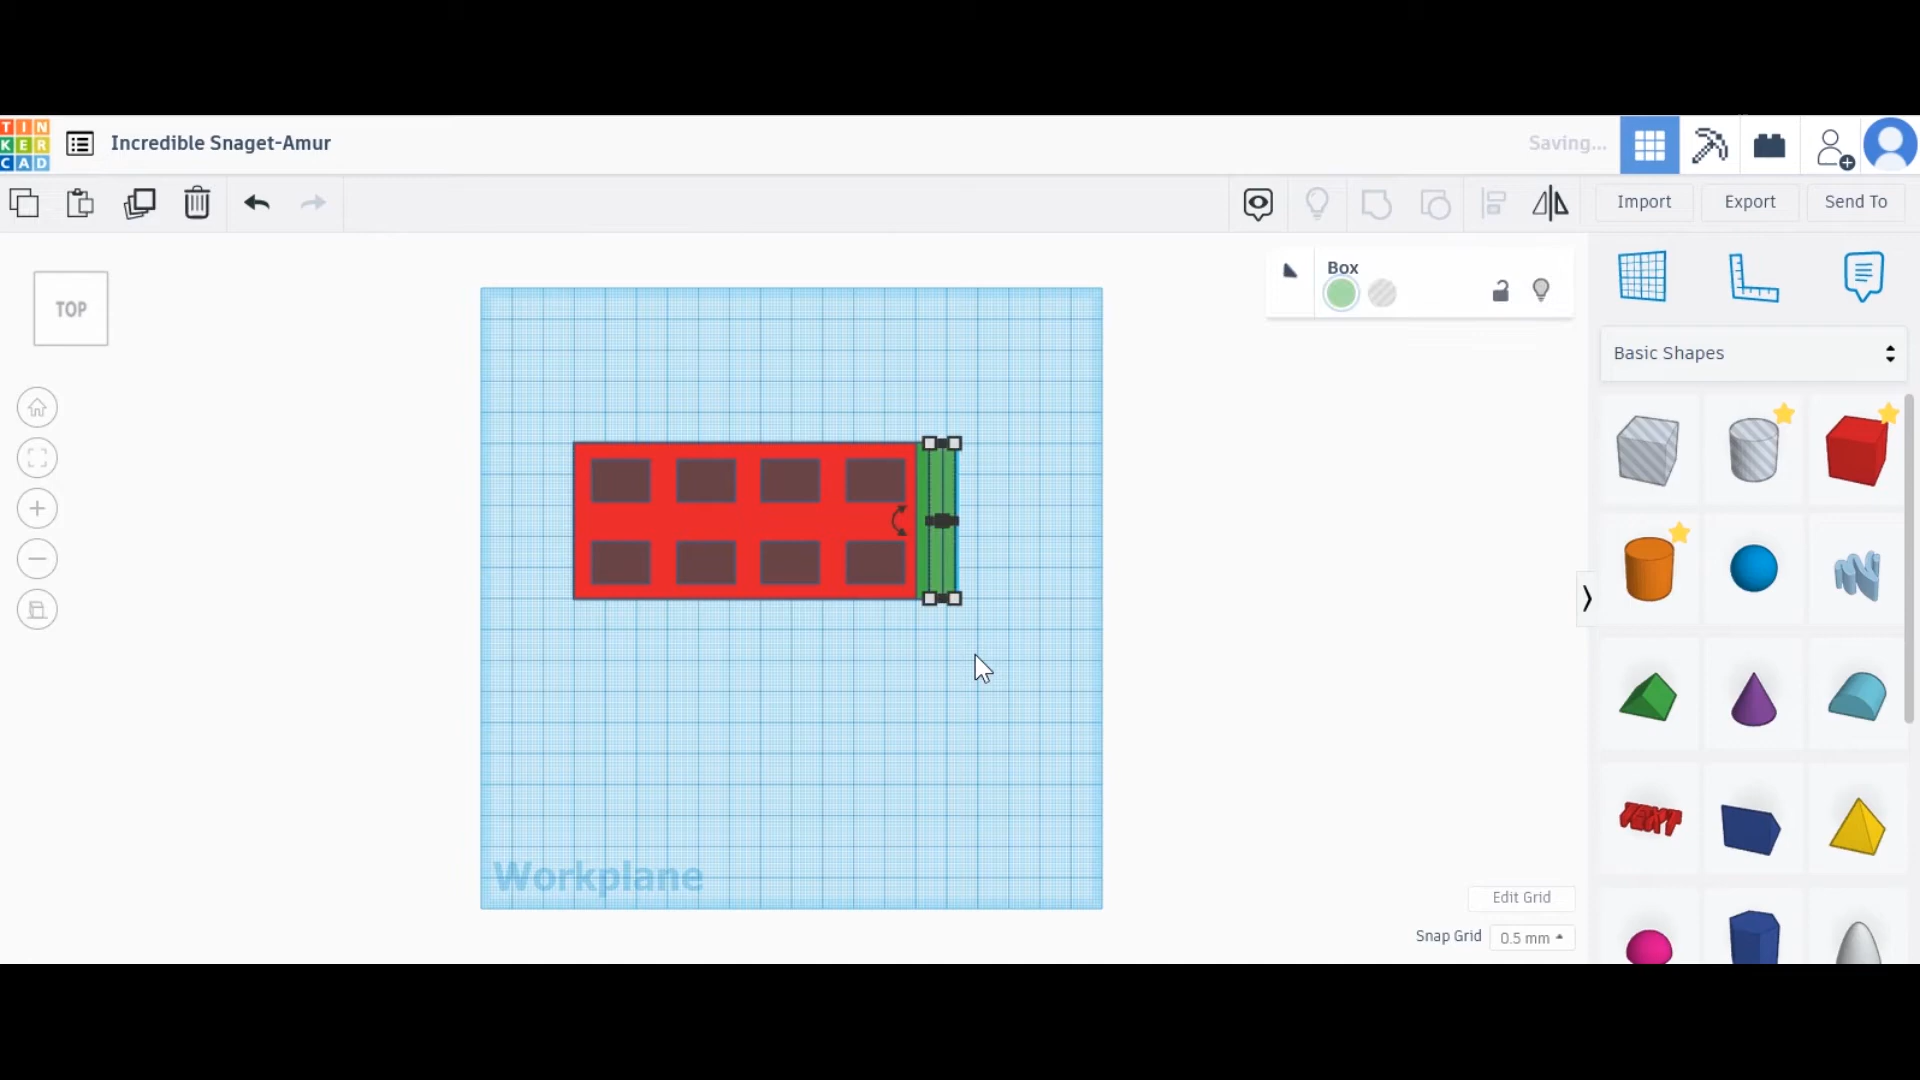 TIN
KER
CAD
Incredible Snaget-Amur
Saving...
Import
Export
Send To
TOP
Box
Basic Shapes
TEXT
Workplane
Edit Grid
Snap Grid
0.5 mm